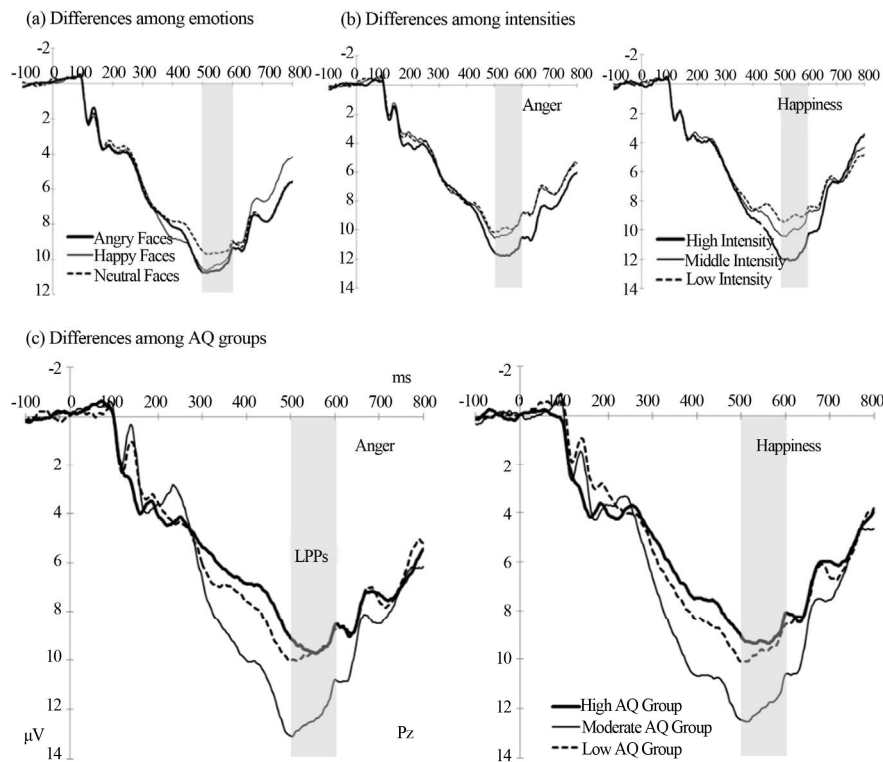 (a) Differences among emotions
-2
-100 0 100 200 300 400 500 600 700 800
2
4
6
8
10
12
Angry Faces
Happy Faces
Neutral Faces
(b) Differences among intensities
-2
-100 0 100 200 300 400 500 600 700 800
Anger
2
4
6
8
10
12
14
-2
-100 0 100 200 300 400 500 600 700 800
Happiness
2
4
6
8
10
12
14
High Intensity
Middle Intensity
Low Intensity
(c) Differences among AQ groups
-2
ms
-100 0 100 200 300 400 500 600 700 800
Anger
2
4
6
LPPs
8
10
12
μV
Pz
14
-2
-100 0 100 200 300 400 500 600 700 800
Happiness
2
4
6
8
10
12
14
High AQ Group
Moderate AQ Group
Low AQ Group